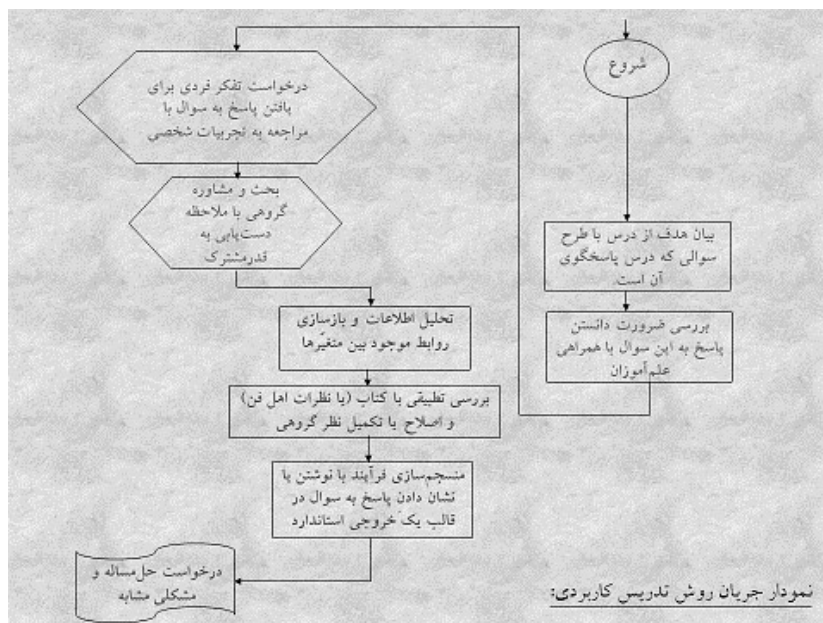 شروع
بیان هدف از درس با طرح
سوالی که درس پاسخگوی
آن است.
بررسی ضرورت دانستن
پاسخ به این سوال با همراهی
علم‌آموزان
درخواست تفکر فردی برای
یافتن پاسخ به سوال با
مراجعه به تجربیات شخصی
بحث و مشاوره
گروهی با ملاحظه
دست‌یابی به
قدرمشترک
تحلیل اطلاعات و بازسازی
روابط موجود بین متغیّرها
بررسی تطبیقی با کتاب (یا نظرات اهل فن)
و اصلاح یا تکمیل نظر گروهی
منسجم‌سازی فرآیند با نوشتن یا
نشان دادن پاسخ به سوال در
قالب یک خروجی استاندارد
درخواست حل‌مساله و
مشکلی مشابه
نمودار جریان روش تدریس کاربردی: